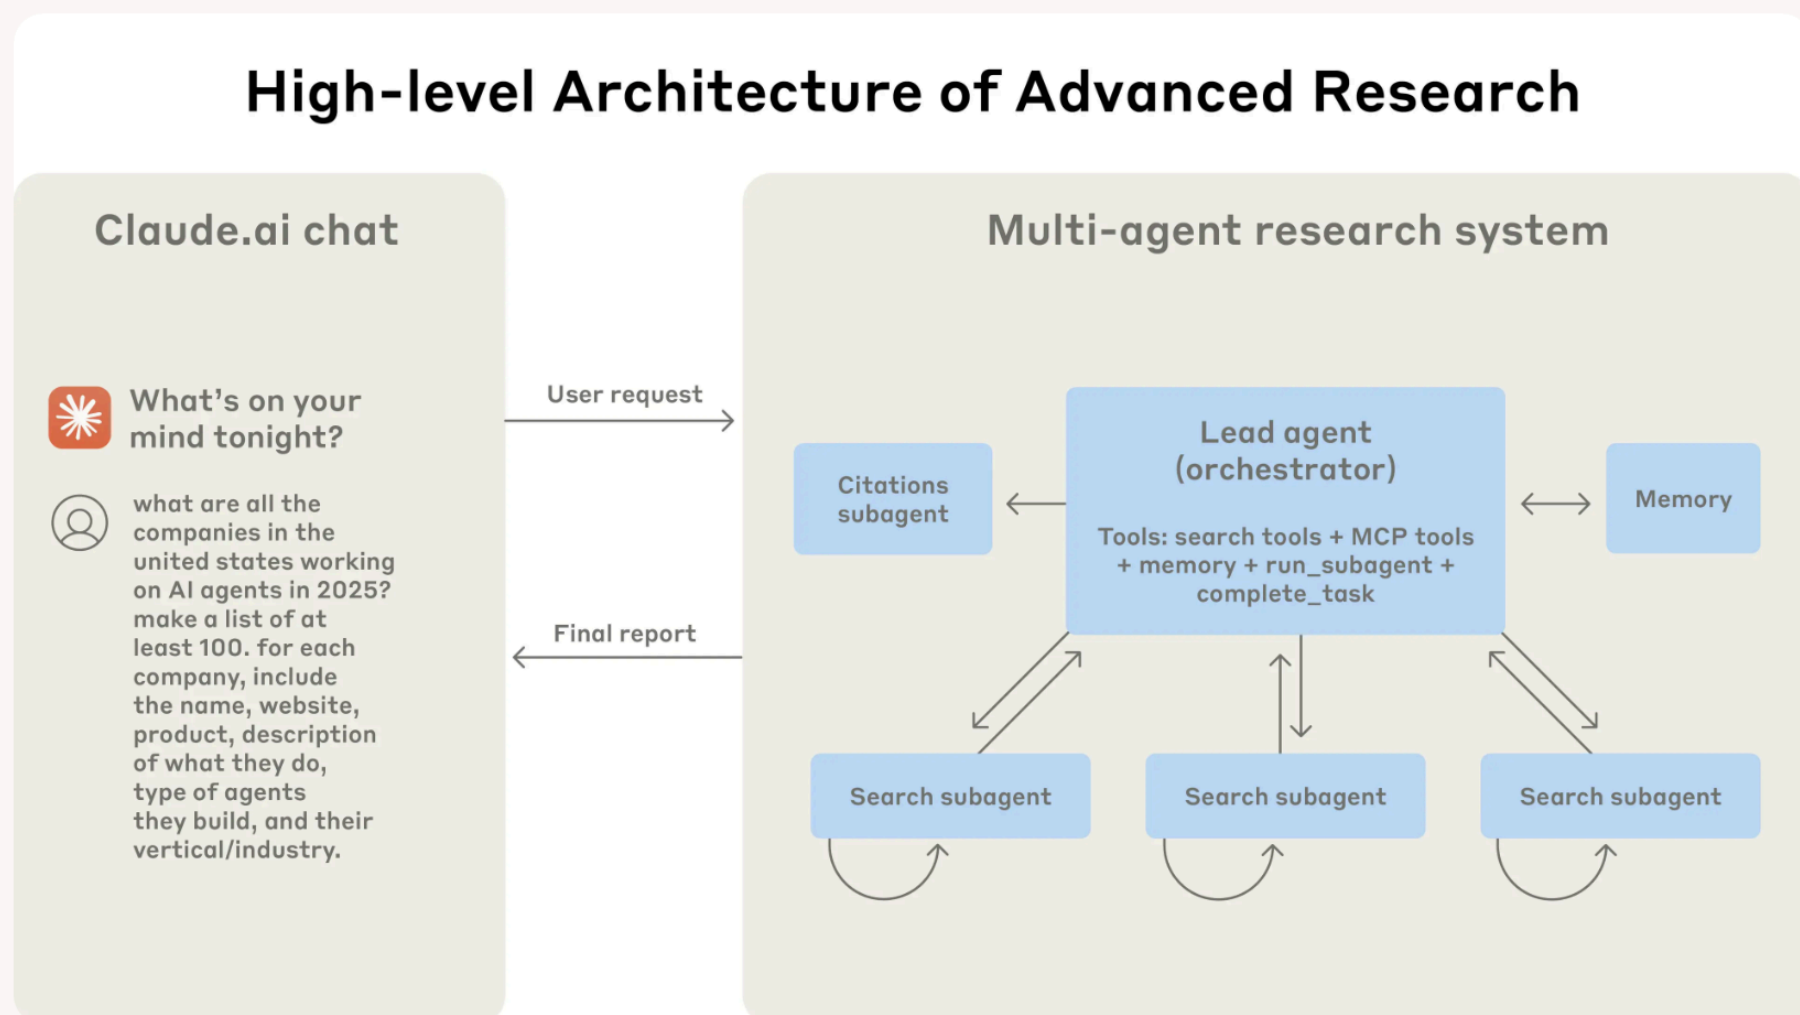 High-level Architecture of Advanced Research
Claude.ai chat
What's on your
mind tonight?
what are all the
companies in the
united states working
on AI agents in 2025?
make a list of at
least 100. for each
company, include
the name, website,
product, description
of what they do,
type of agents
they build, and their
vertical/industry.
User request
Final report
Multi-agent research system
Citations
subagent
Lead agent
(orchestrator)
Tools: search tools + MCP tools
+ memory + run_subagent +
complete_task
Memory
Search subagent
Search subagent
Search subagent